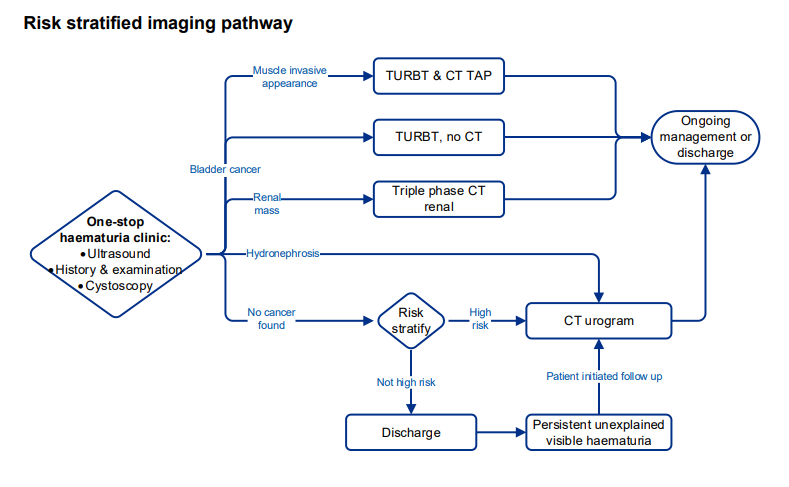 Risk stratified imaging pathway
Muscle invasive
appearance
TURBT & CT TAP
Ongoing
management or
discharge
TURBT, no CT
Bladder cancer
Renal
mass
Triple phase CT
renal
One-stop
haematuria clinic:
•Ultrasound
•History & examination
•Cystoscopy
Hydronephrosis
No cancer
found
Risk
stratify
High
risk
CT urogram
Not high risk
Patient initiated follow up
Discharge
Persistent unexplained
visible haematuria